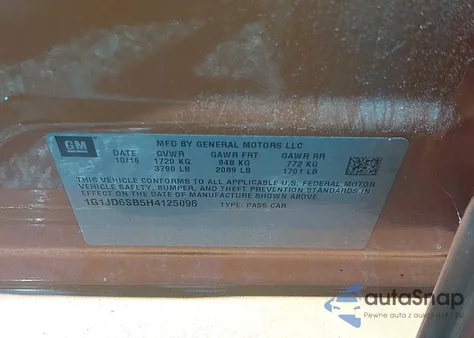 GM
MFD BY GENERAL MOTORS LLC
DATE GVWR GAWR FRT GAWR RR
10/16 1720 KG 948 KG 772 KG
3790 LB 2089 LB 1701 LB
THIS VEHICLE CONFORMS TO ALL APPLICABLE U.S. FEDERAL MOTOR
VEHICLE SAFETY, BUMPER, AND THEFT PREVENTION STANDARDS IN
EFFECT ON THE DATE OF MANUFACTURE SHOWN ABOVE.
1G1JD6SB5H4125096 TYPE: PASS CAR
autaSnap
Pewne auta z aukcji USA i EU